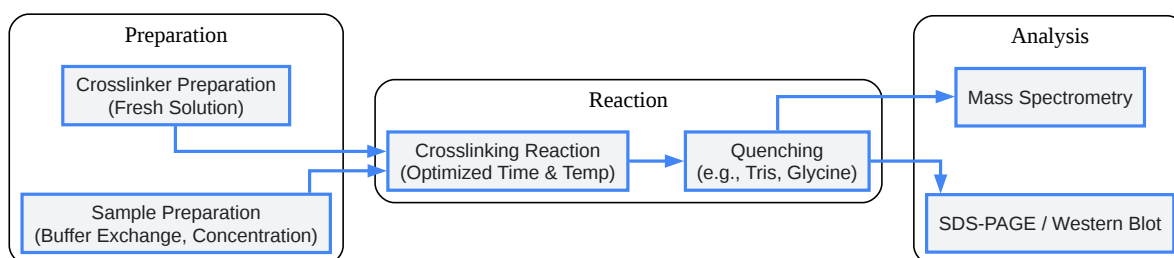 Preparation
Crosslinker Preparation
(Fresh Solution)
Sample Preparation
(Buffer Exchange, Concentration)
Reaction
Crosslinking Reaction
(Optimized Time & Temp)
Quenching
(e.g., Tris, Glycine)
Analysis
Mass Spectrometry
SDS-PAGE / Western Blot